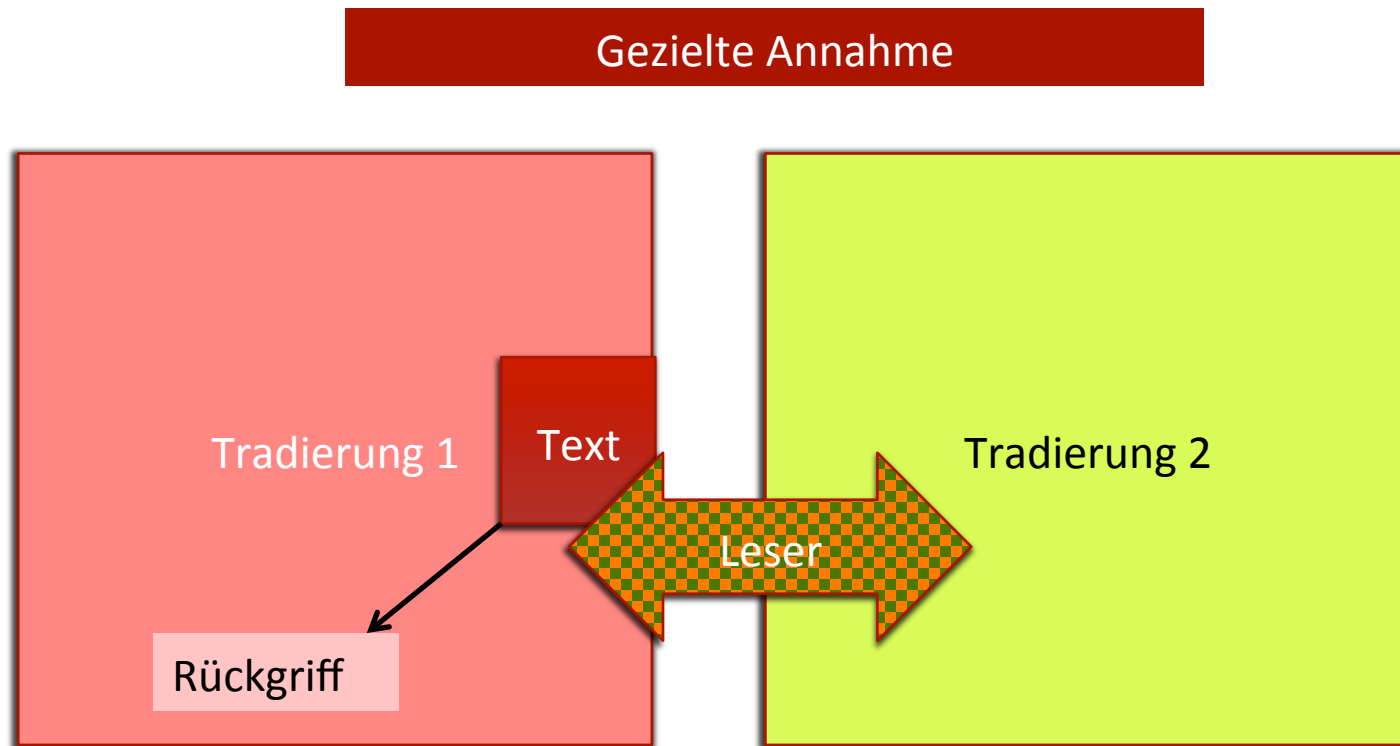 Gezielte Annahme
Tradierung 1
Text
Tradierung 2
Leser
Rückgriff